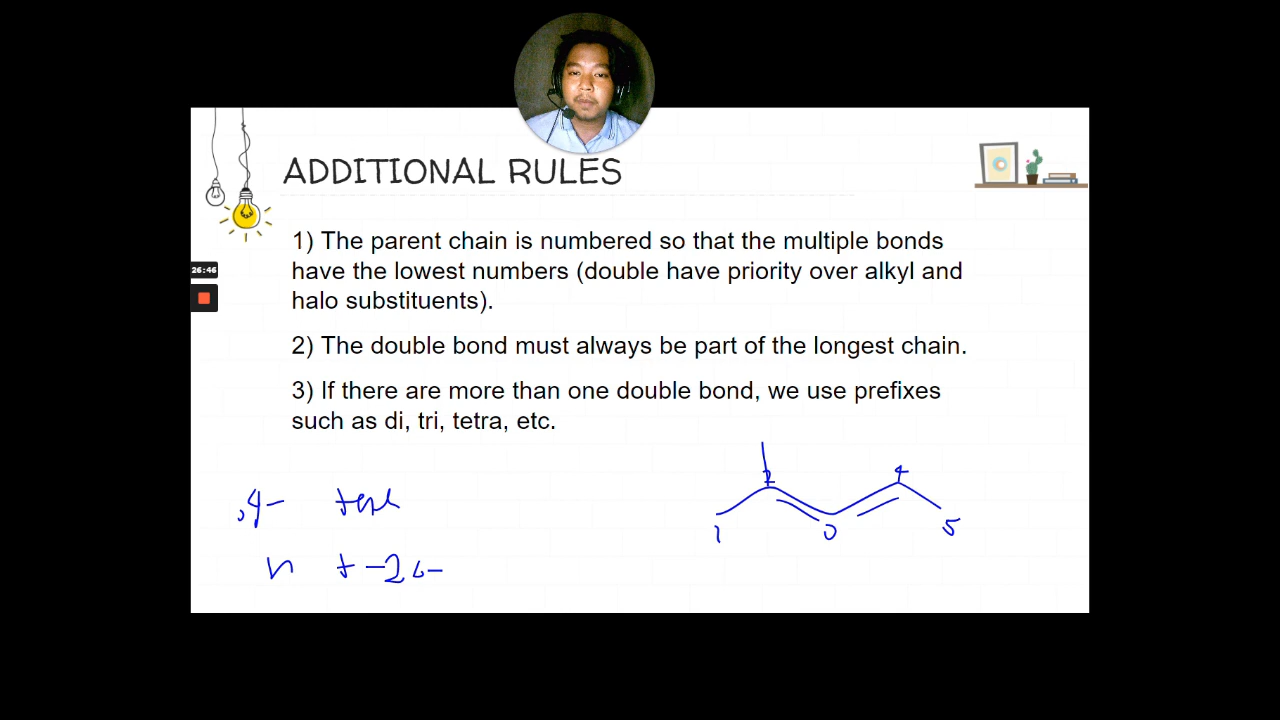 ADDITIONAL RULES
1) The parent chain is numbered so that the multiple bonds
26:46
have the lowest numbers (double have priority over alkyl and
halo substituents).
2) The double bond must always be part of the longest chain.
3) If there are more than one double bond, we use prefixes
such as di, tri, tetra, etc.
2 4
1 5